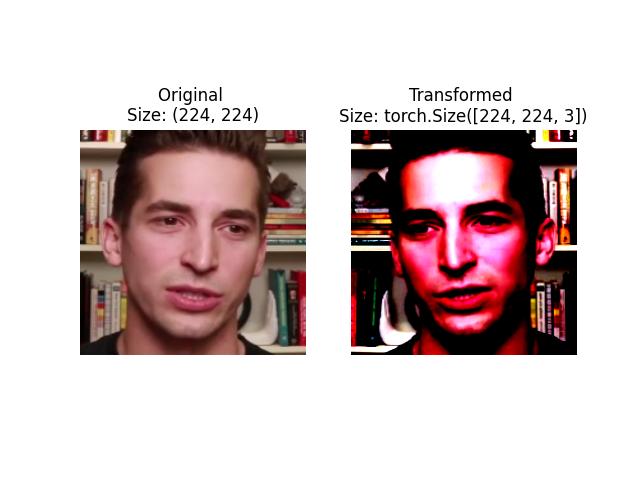 Original
Size: (224, 224)
Transformed
Size: torch.Size([224, 224, 3])